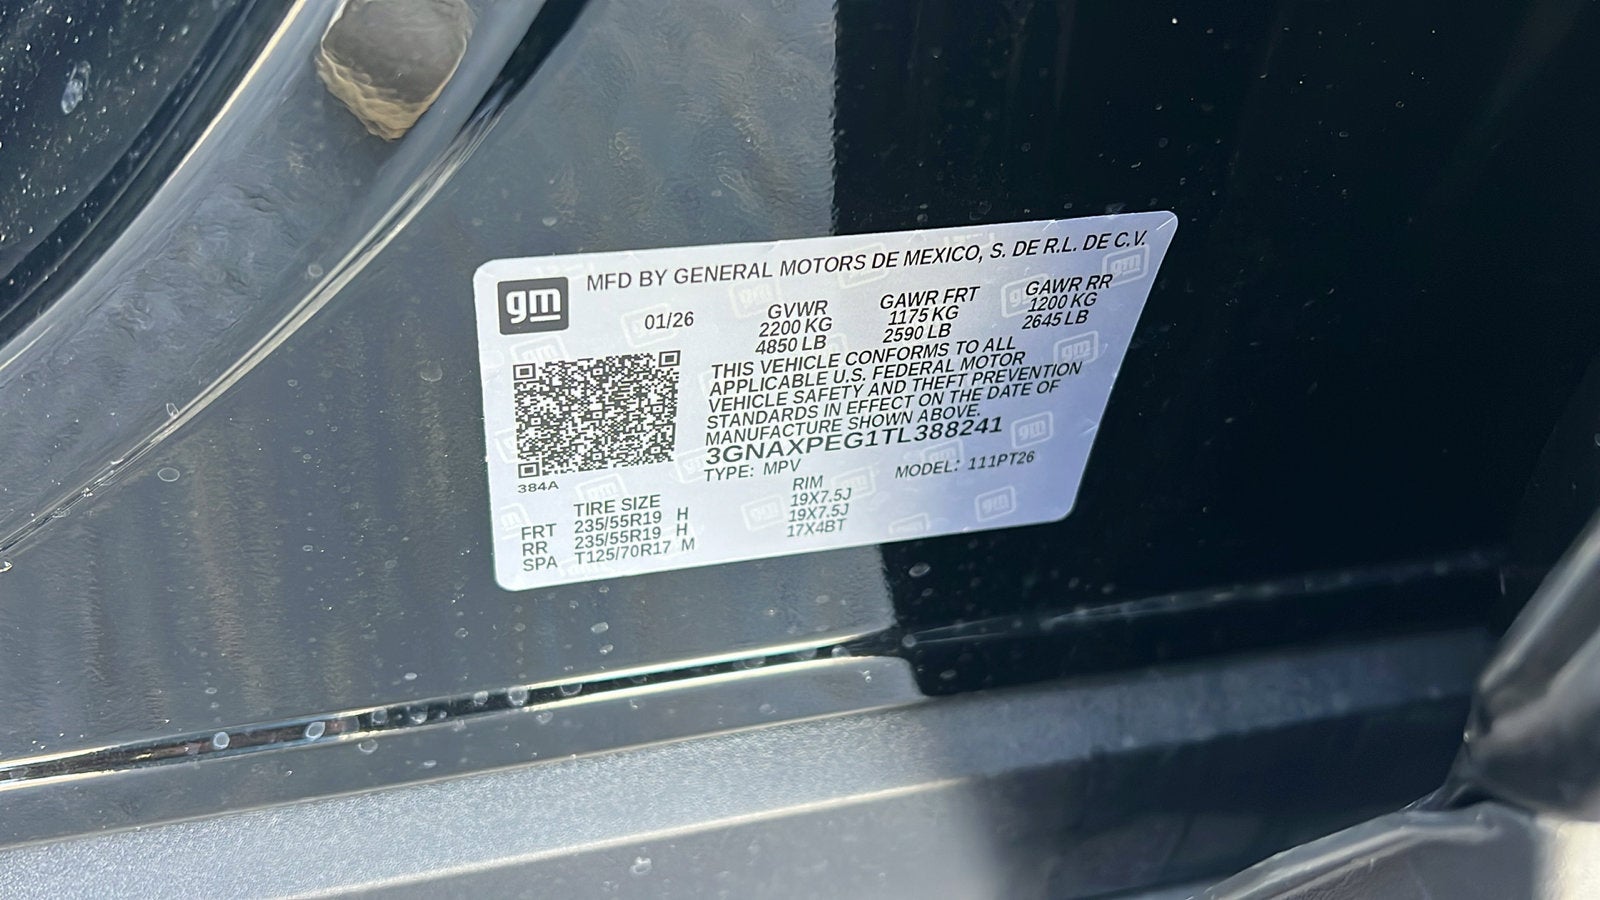 gm
MFD BY GENERAL MOTORS DE MEXICO, S. DE R.L. DE C.V.
01/26
GVWR GAWR FRT GAWR RR
2200 KG 1175 KG 1200 KG
4850 LB 2590 LB 2645 LB
THIS VEHICLE CONFORMS TO ALL
APPLICABLE U.S. FEDERAL MOTOR
VEHICLE SAFETY AND THEFT PREVENTION
STANDARDS IN EFFECT ON THE DATE OF
MANUFACTURE SHOWN ABOVE.
3GNAXPEG1TL388241
TYPE: MPV MODEL: 111PT26
384A
TIRE SIZE RIM
FRT 235/55R19 H 19X7.5J
RR 235/55R19 H 19X7.5J
SPA T125/70R17 M 17X4BT